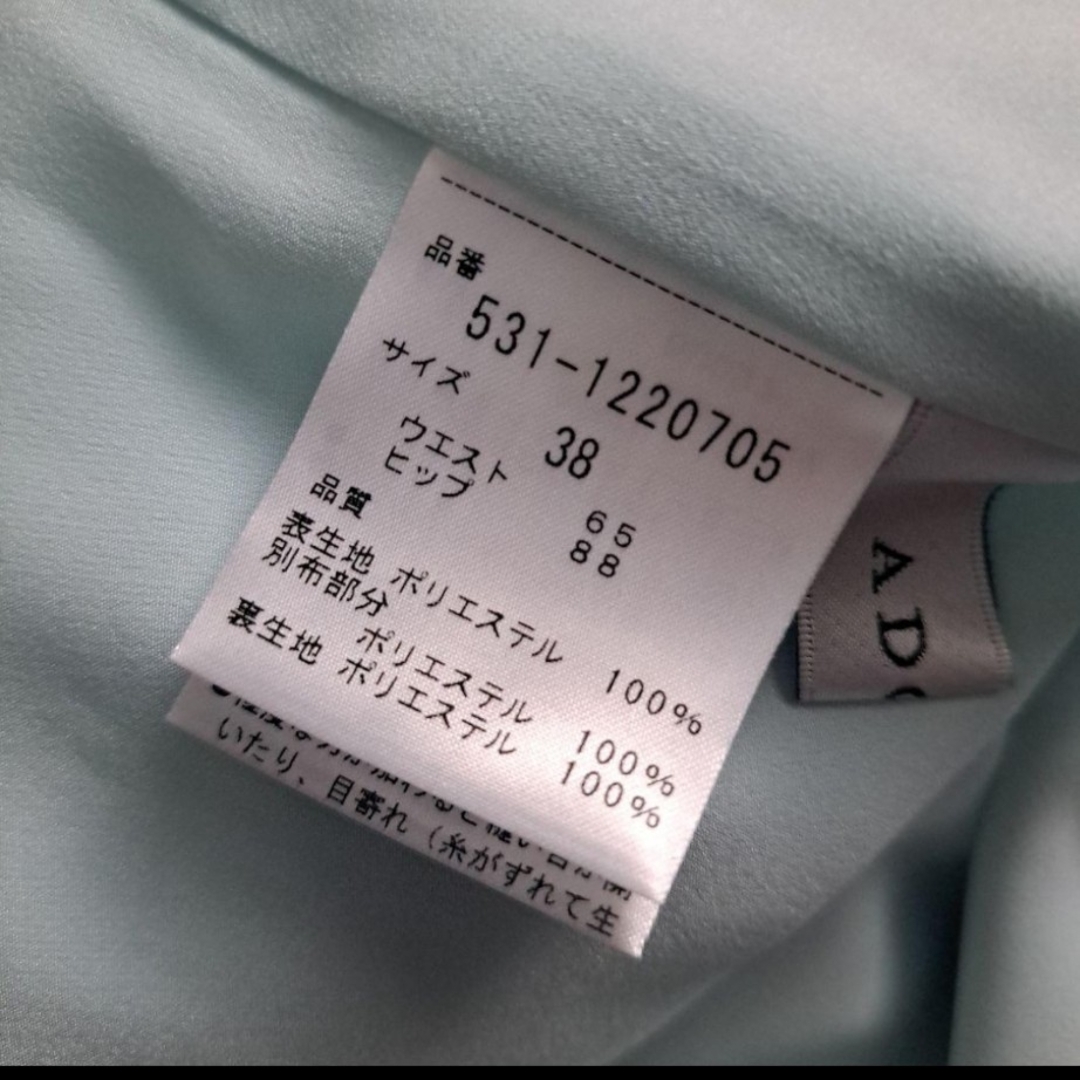 品番
531-1220705
サイズ
38
ウエスト 65
ヒップ 88
品質
表生地 ポリエステル 100%
別布部分
ポリエステル 100%
裏生地 ポリエステル 100%
いたり、目寄れ（糸がずれて生
AD